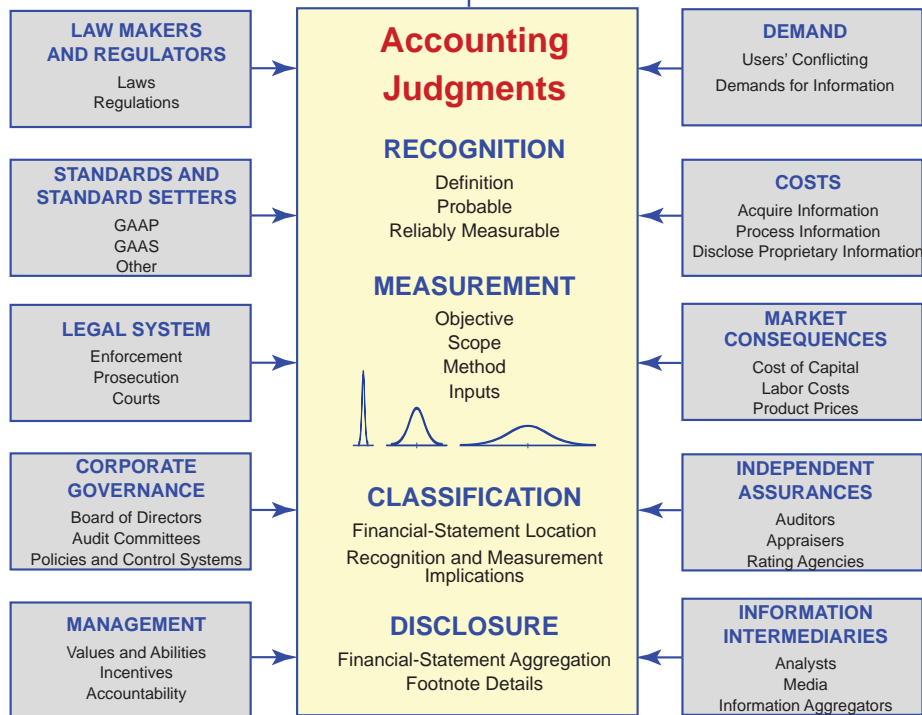 LAW MAKERS
AND REGULATORS
Laws
Regulations
STANDARDS AND
STANDARD SETTERS
GAAP
GAAS
Other
LEGAL SYSTEM
Enforcement
Prosecution
Courts
CORPORATE
GOVERNANCE
Board of Directors
Audit Committees
Policies and Control Systems
MANAGEMENT
Values and Abilities
Incentives
Accountability
Accounting
Judgments
RECOGNITION
Definition
Probable
Reliably Measurable
MEASUREMENT
Objective
Scope
Method
Inputs
CLASSIFICATION
Financial-Statement Location
Recognition and Measurement
Implications
DISCLOSURE
Financial-Statement Aggregation
Footnote Details
DEMAND
Users’ Conflicting
Demands for Information
COSTS
Acquire Information
Process Information
Disclose Proprietary Information
MARKET
CONSEQUENCES
Cost of Capital
Labor Costs
Product Prices
INDEPENDENT
ASSURANCES
Auditors
Appraisers
Rating Agencies
INFORMATION
INTERMEDIARIES
Analysts
Media
Information Aggregators